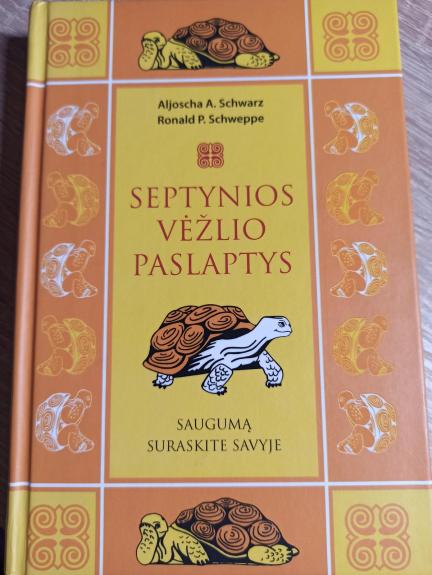 Aljoscha A. Schwarz
Ronald P. Schweppe
SEPTYNIOS
VĖŽLIO
PASLAPTYS
SAUGUMĄ
SURASKITE SAVYJE